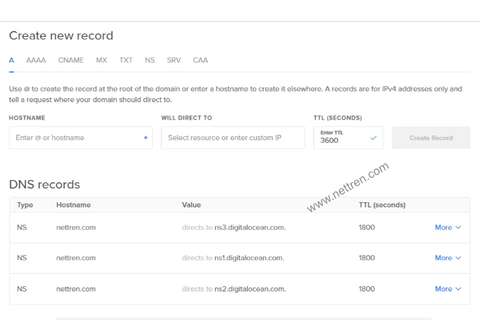 Create new record
A AAAA CNAME MX TXT NS SRV CAA
Use @ to create the record at the root of the domain or enter a hostname to create it elsewhere. A records are for IPv4 addresses only and
tell a request where your domain should direct to.
HOSTNAME WILL DIRECT TO TTL (SECONDS)
Enter @ or hostname * Select resource or enter custom IP Enter TTL
3600 Create Record
www.nettren.com
DNS records
Type Hostname Value TTL (seconds)
NS nettren.com directs to ns3.digitalocean.com. 1800 More
NS nettren.com directs to ns1.digitalocean.com. 1800 More
NS nettren.com directs to ns2.digitalocean.com. 1800 More